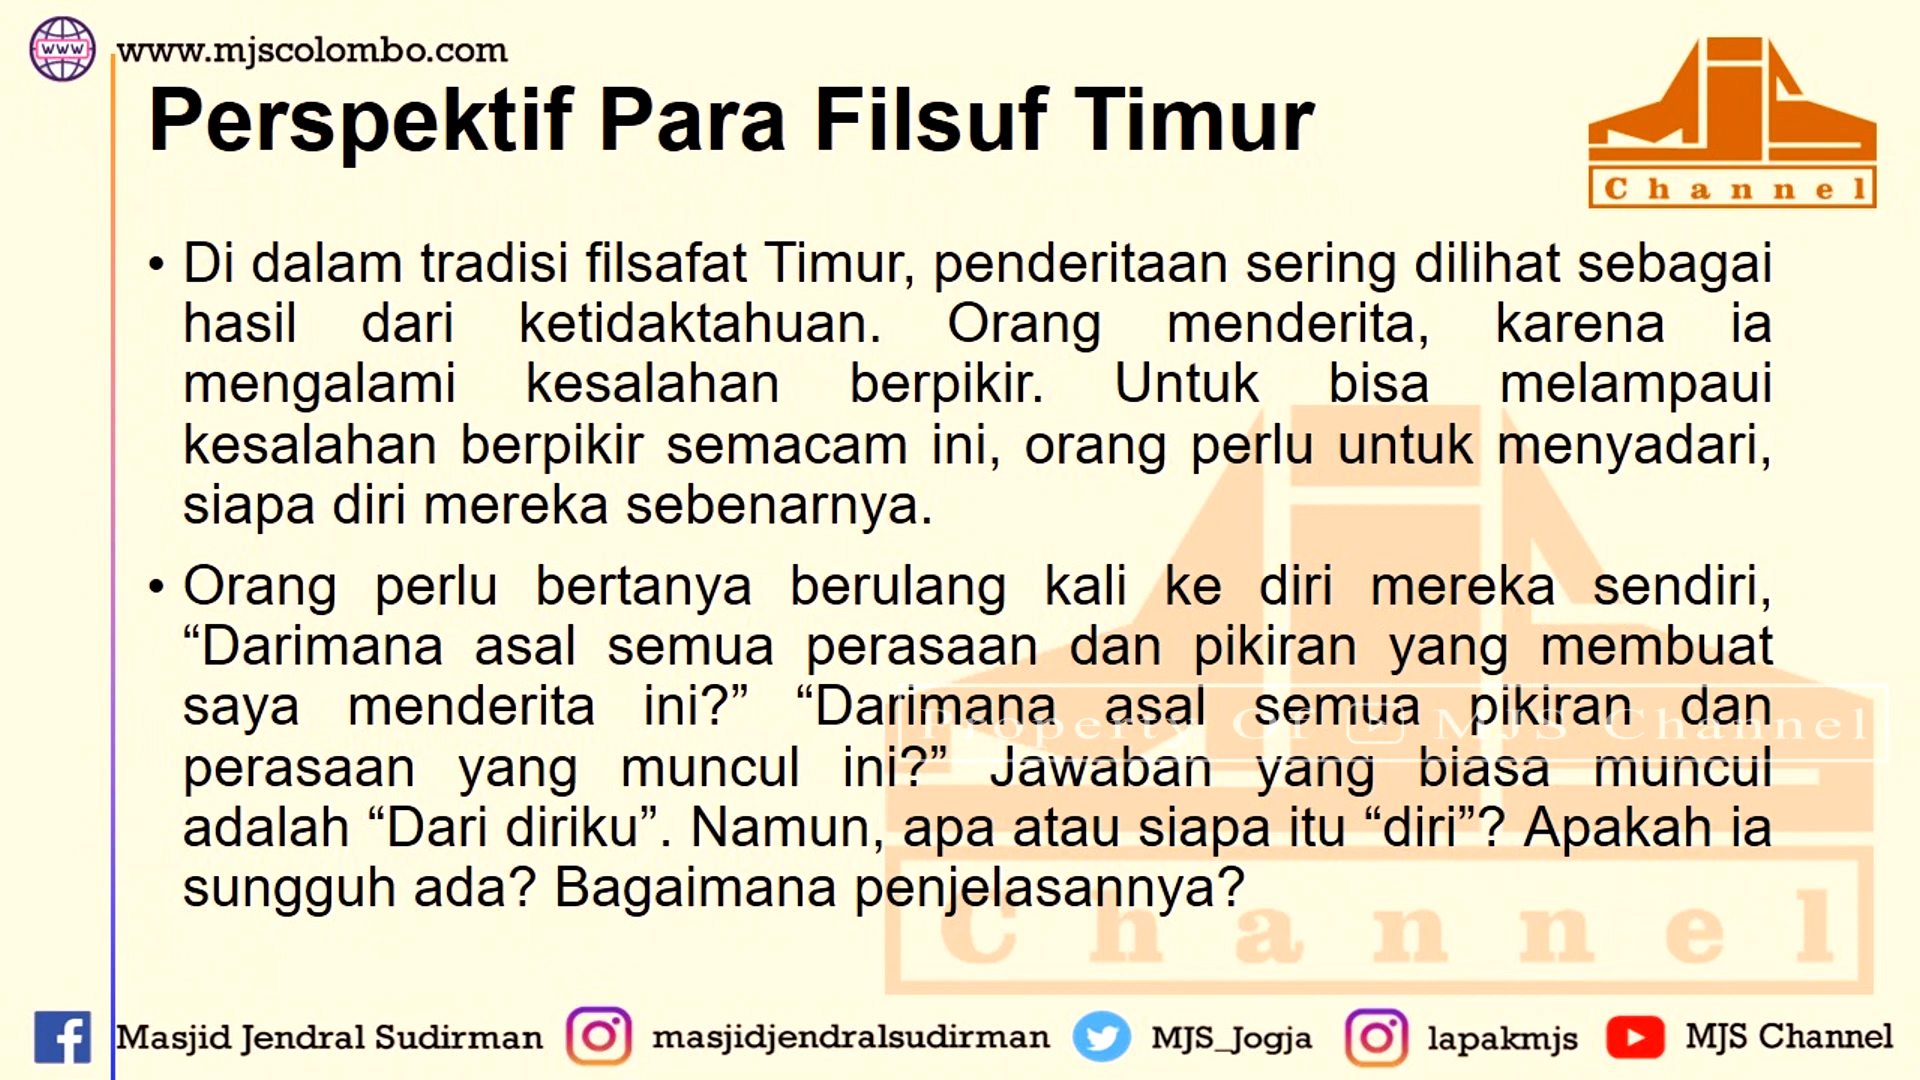 www.mjscolombo.com
Perspektif Para Filsuf Timur
MJS
Channel
• Di dalam tradisi filsafat Timur, penderitaan sering dilihat sebagai
hasil dari ketidaktahuan. Orang menderita, karena ia
mengalami kesalahan berpikir. Untuk bisa melampaui
kesalahan berpikir semacam ini, orang perlu untuk menyadari,
siapa diri mereka sebenarnya.
• Orang perlu bertanya berulang kali ke diri mereka sendiri,
“Darimana asal semua perasaan dan pikiran yang membuat
saya menderita ini?” “Darimana asal semua pikiran dan
Property Of MJS Channel
perasaan yang muncul ini?” Jawaban yang biasa muncul
adalah “Dari diriku”. Namun, apa atau siapa itu “diri”? Apakah ia
sungguh ada? Bagaimana penjelasannya?
Channel
Masjid Jendral Sudirman masjidjendralsudirman MJS_Jogja lapakmjs MJS Channel